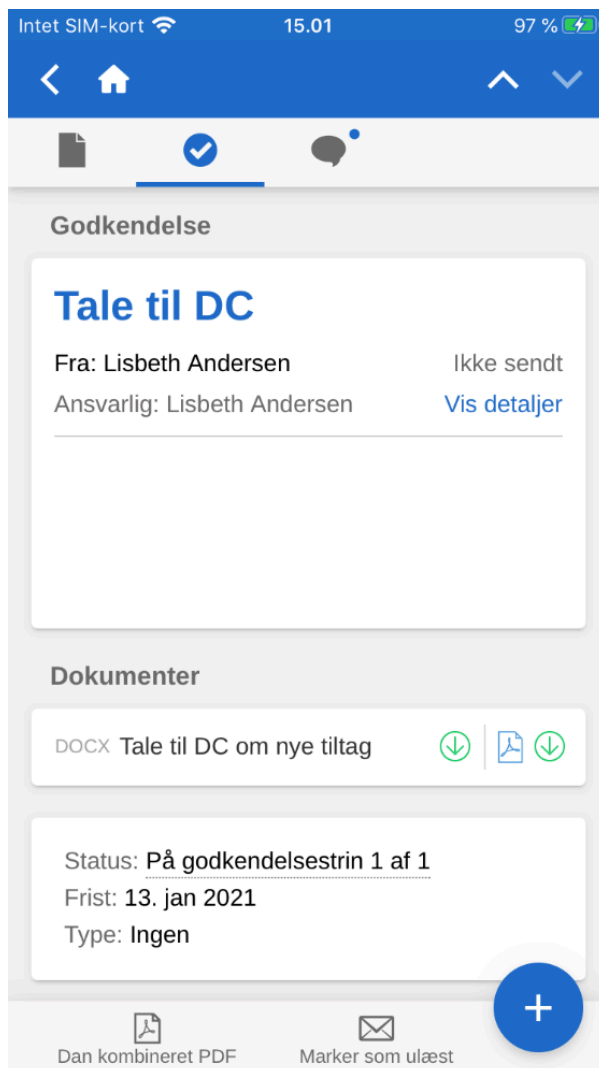 Intet SIM-kort 15.01 97 %
Godkendelse
Tale til DC
Fra: Lisbeth Andersen Ikke sendt
Ansvarlig: Lisbeth Andersen Vis detaljer
Dokumenter
DOCX Tale til DC om nye tiltag
Status: På godkendelsestrin 1 af 1
Frist: 13. jan 2021
Type: Ingen
Dan kombineret PDF Marker som ulæst